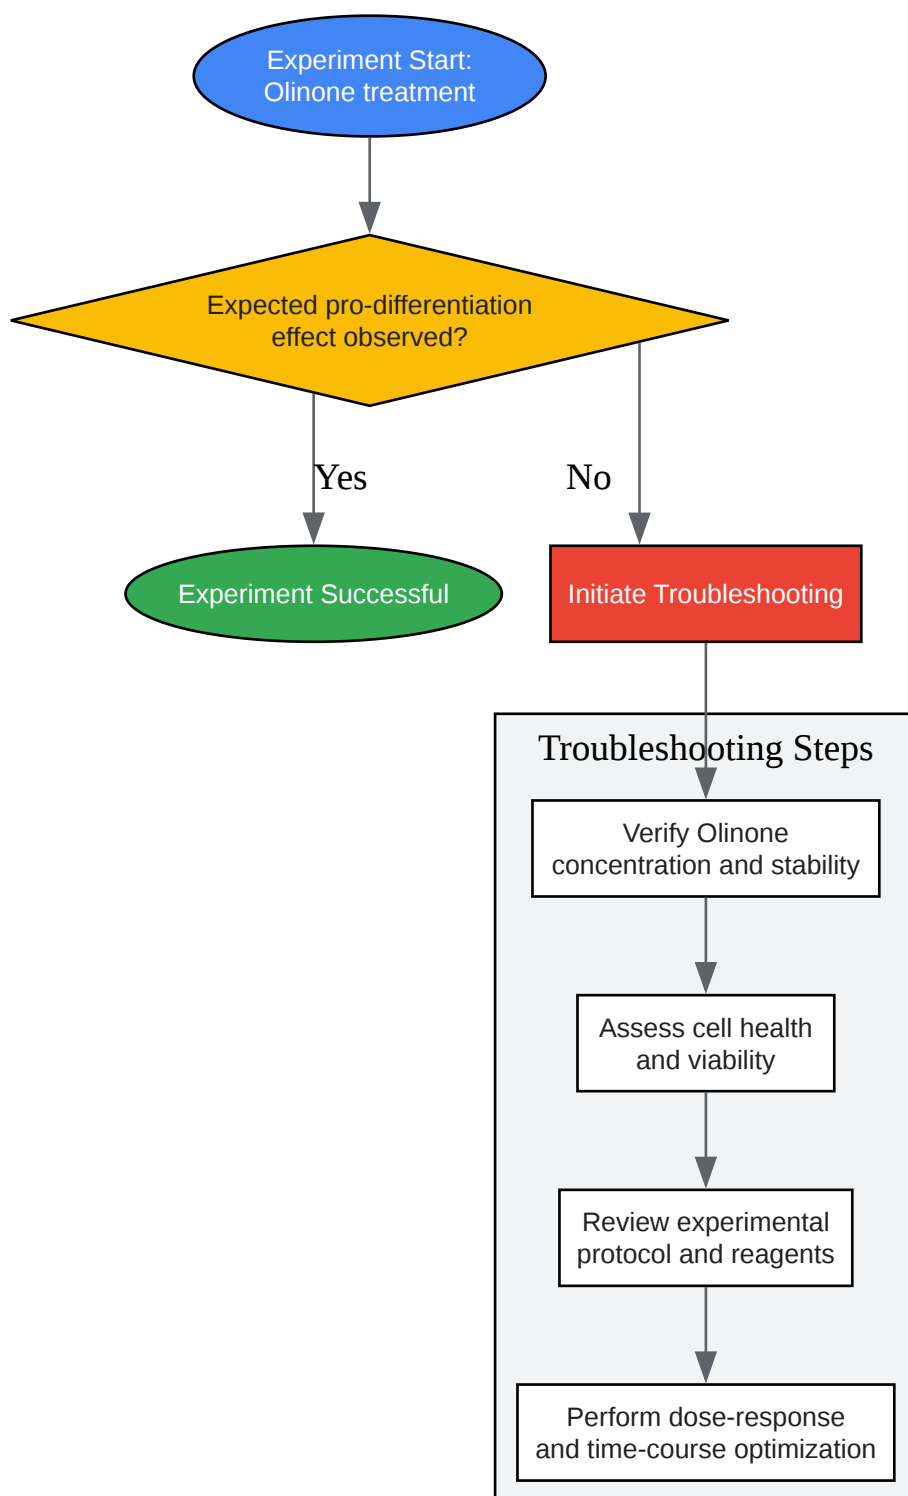 Experiment Start:
Olinone treatment
Expected pro-differentiation
effect observed?
Yes
No
Experiment Successful
Initiate Troubleshooting
Troubleshooting Steps
Verify Olinone
concentration and stability
Assess cell health
and viability
Review experimental
protocol and reagents
Perform dose-response
and time-course optimization